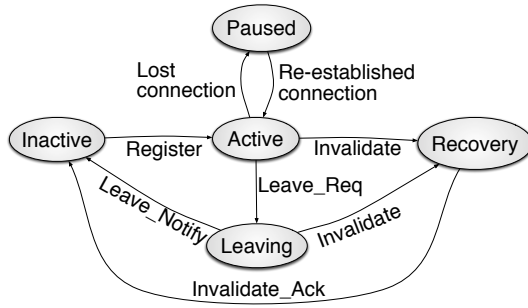 Paused
Lost
connection
Re-established
connection
Inactive
Register
Active
Invalidate
Recovery
Leave_Req
Leave_Notify
Leaving
Invalidate
Invalidate_Ack